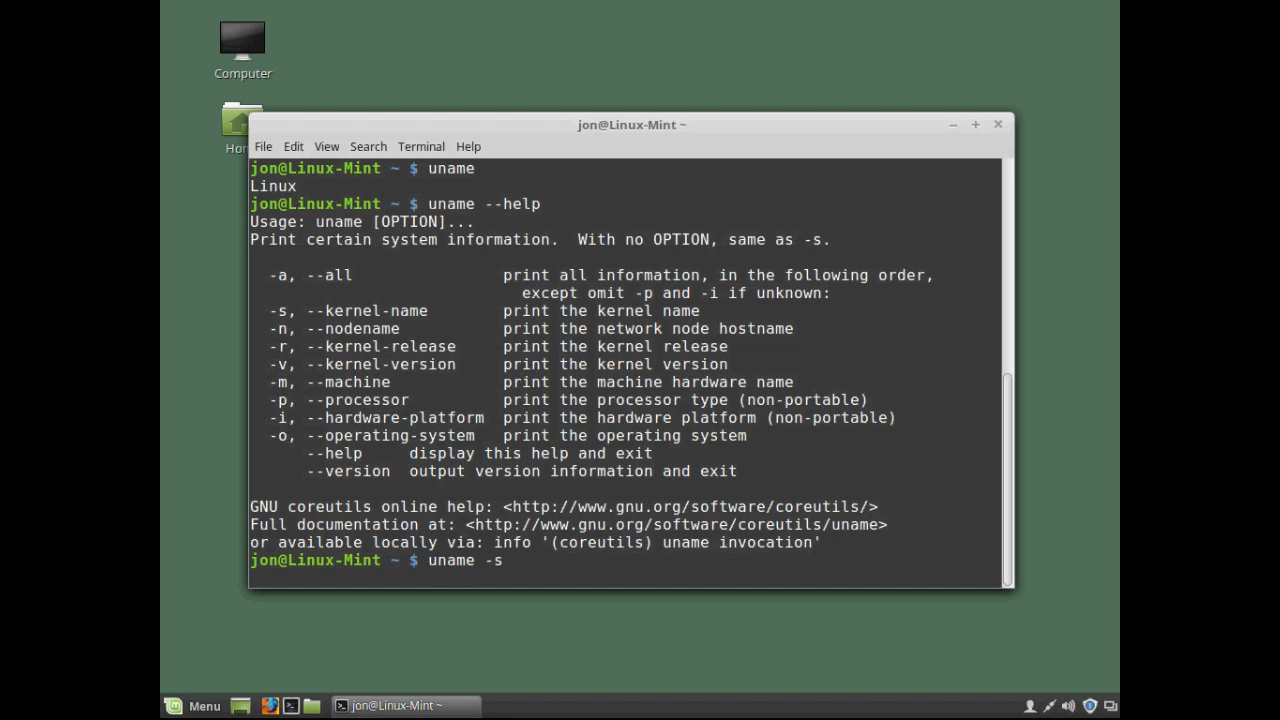 Computer
jon@Linux-Mint ~
File Edit View Search Terminal Help
jon@Linux-Mint ~ $ uname
Linux
jon@Linux-Mint ~ $ uname --help
Usage: uname [OPTION]...
Print certain system information.  With no OPTION, same as -s.
-a, --all                print all information, in the following order,
except omit -p and -i if unknown:
-s, --kernel-name        print the kernel name
-n, --nodename           print the network node hostname
-r, --kernel-release     print the kernel release
-v, --kernel-version     print the kernel version
-m, --machine            print the machine hardware name
-p, --processor          print the processor type (non-portable)
-i, --hardware-platform  print the hardware platform (non-portable)
-o, --operating-system   print the operating system
--help     display this help and exit
--version  output version information and exit
GNU coreutils online help: <http://www.gnu.org/software/coreutils/>
Full documentation at: <http://www.gnu.org/software/coreutils/uname>
or available locally via: info '(coreutils) uname invocation'
jon@Linux-Mint ~ $ uname -s
Menu
jon@Linux-Mint ~